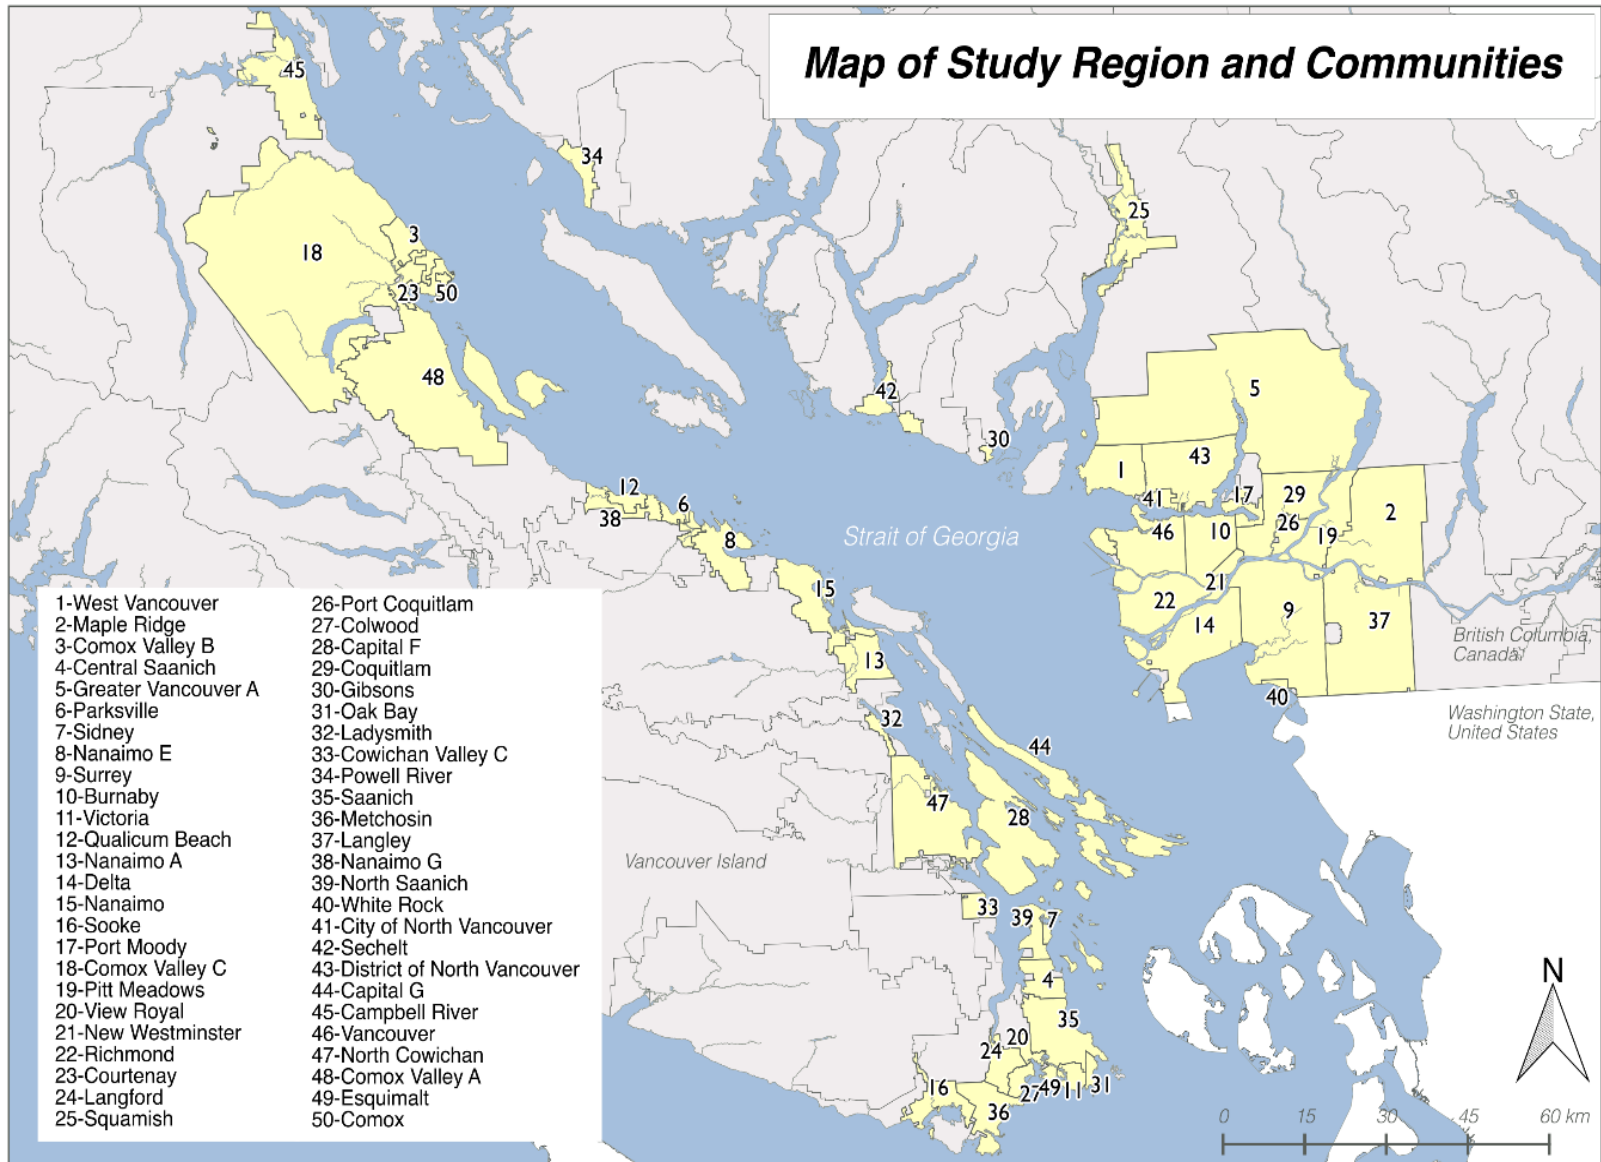 Map of Study Region and Communities
45
34
25
3
18
23
50
48
42
5
30
1
43
41
17
29
2
12
6
38
46
10
26
19
8
Strait of Georgia
15
21
22
14
9
37
13
British Columbia,
Canada
40
32
Washington State,
United States
44
47
28
Vancouver Island
33
39
7
4
35
20
24
16
27
49
11
31
36
1-West Vancouver
2-Maple Ridge
3-Comox Valley B
4-Central Saanich
5-Greater Vancouver A
6-Parksville
7-Sidney
8-Nanaimo E
9-Surrey
10-Burnaby
11-Victoria
12-Qualicum Beach
13-Nanaimo A
14-Delta
15-Nanaimo
16-Sooke
17-Port Moody
18-Comox Valley C
19-Pitt Meadows
20-View Royal
21-New Westminster
22-Richmond
23-Courtenay
24-Langford
25-Squamish
26-Port Coquitlam
27-Colwood
28-Capital F
29-Coquitlam
30-Gibsons
31-Oak Bay
32-Ladysmith
33-Cowichan Valley C
34-Powell River
35-Saanich
36-Metchosin
37-Langley
38-Nanaimo G
39-North Saanich
40-White Rock
41-City of North Vancouver
42-Sechelt
43-District of North Vancouver
44-Capital G
45-Campbell River
46-Vancouver
47-North Cowichan
48-Comox Valley A
49-Esquimalt
50-Comox
N
0 15 30 45 60 km